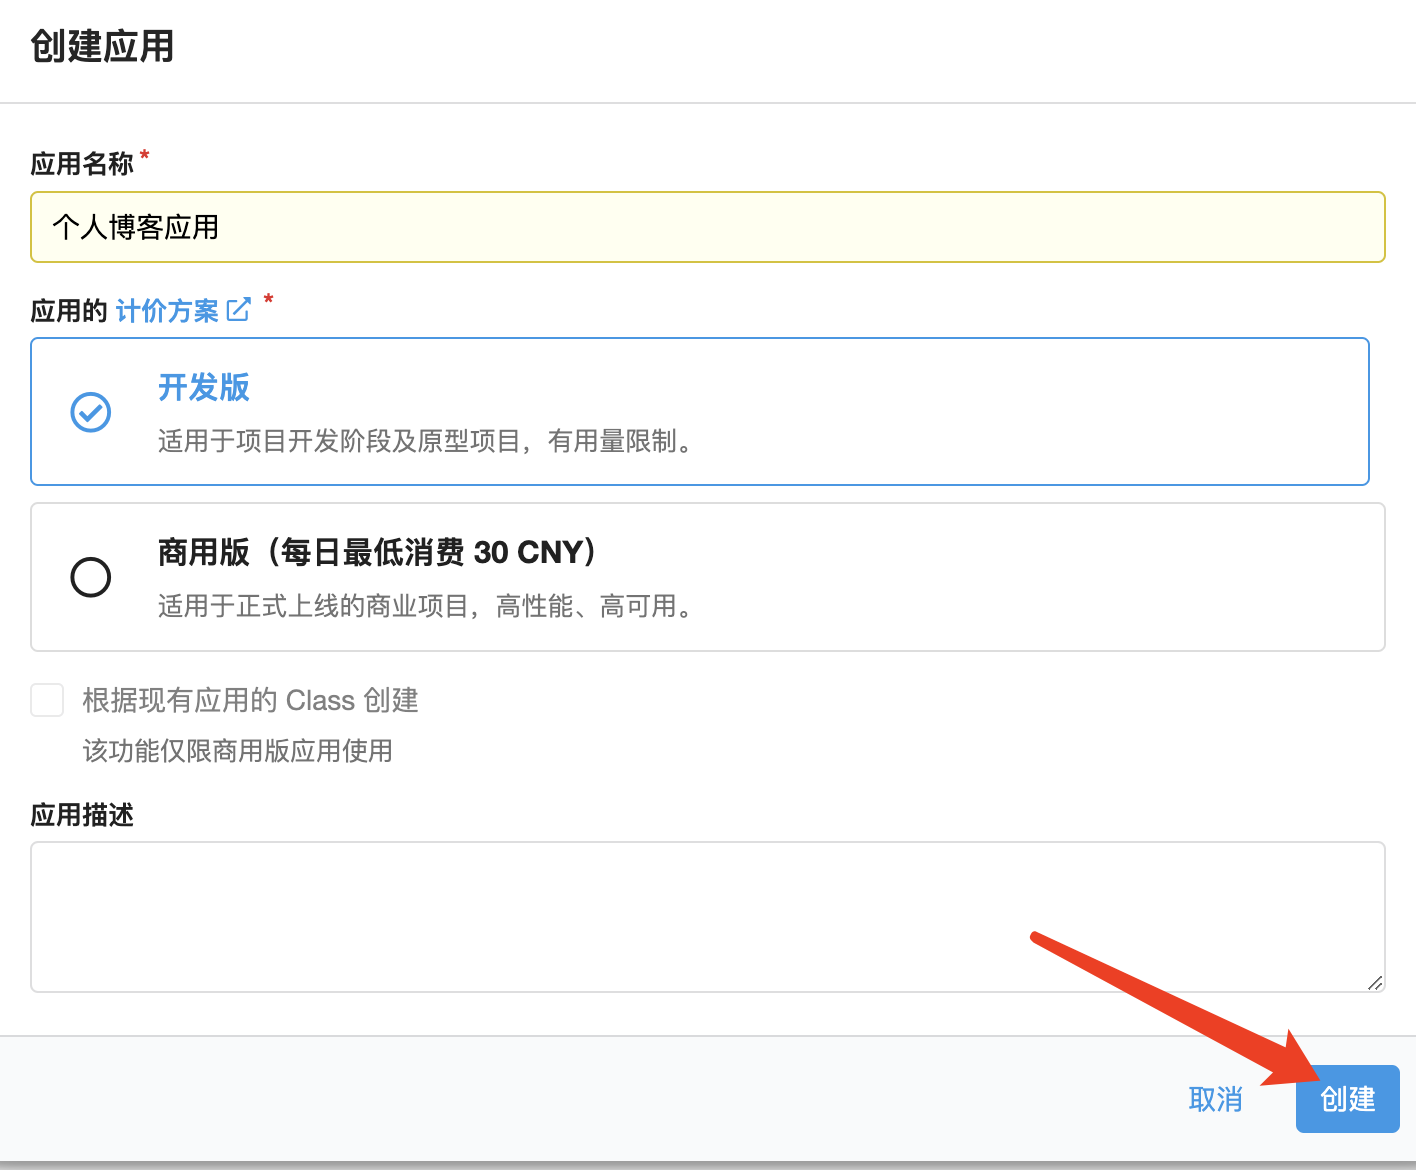 创建应用
应用名称 *
个人博客应用
应用的 计价方案 *
开发版
适用于项目开发阶段及原型项目，有用量限制。
商用版（每日最低消费 30 CNY）
适用于正式上线的商业项目，高性能、高可用。
根据现有应用的 Class 创建
该功能仅限商用版应用使用
应用描述
取消 创建